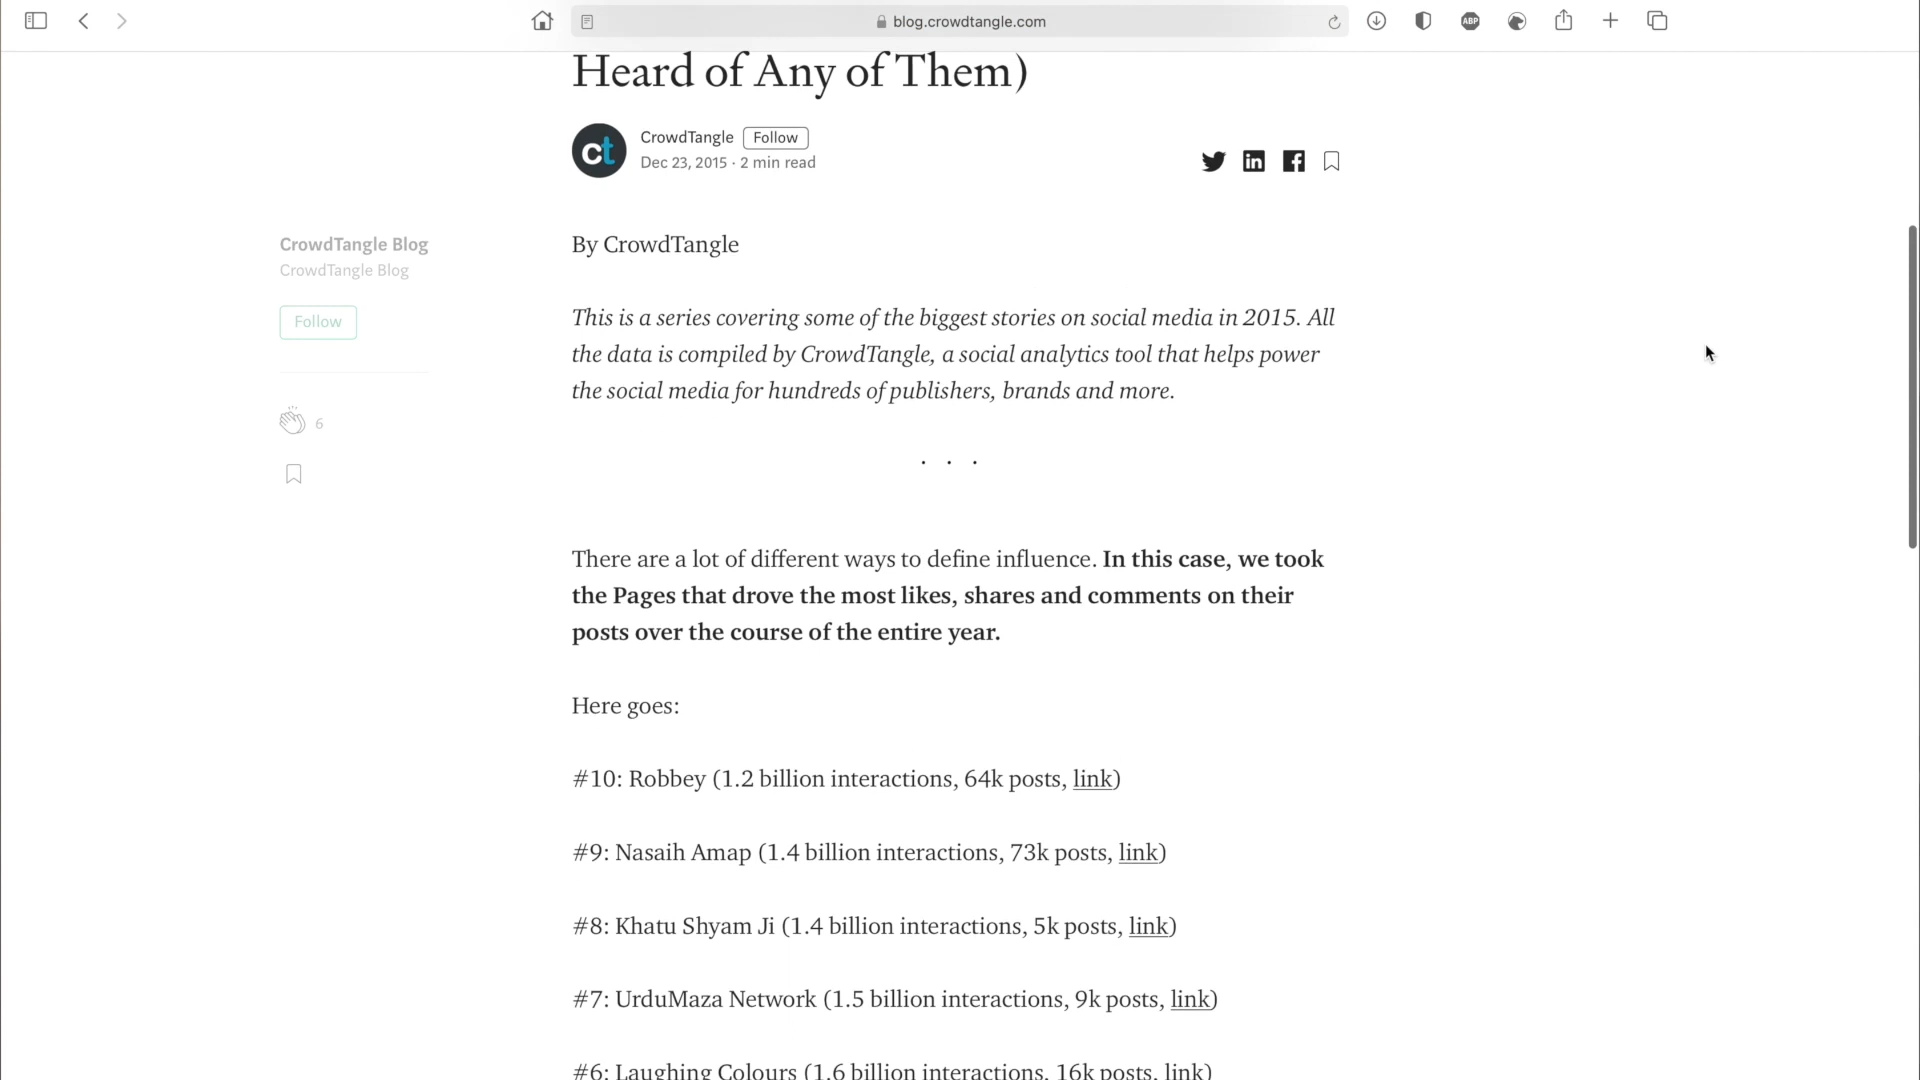 blog.crowdtangle.com
ABP
Heard of Any of Them)
ct
CrowdTangle Follow
Dec 23, 2015 · 2 min read
in
CrowdTangle Blog
CrowdTangle Blog
Follow
6
By CrowdTangle
This is a series covering some of the biggest stories on social media in 2015. All
the data is compiled by CrowdTangle, a social analytics tool that helps power
the social media for hundreds of publishers, brands and more.
. . .
There are a lot of different ways to define influence. In this case, we took
the Pages that drove the most likes, shares and comments on their
posts over the course of the entire year.
Here goes:
#10: Robbey (1.2 billion interactions, 64k posts, link)
#9: Nasaih Amap (1.4 billion interactions, 73k posts, link)
#8: Khatu Shyam Ji (1.4 billion interactions, 5k posts, link)
#7: UrduMaza Network (1.5 billion interactions, 9k posts, link)
#6: Laughing Colours (1.6 billion interactions, 16k posts, link)